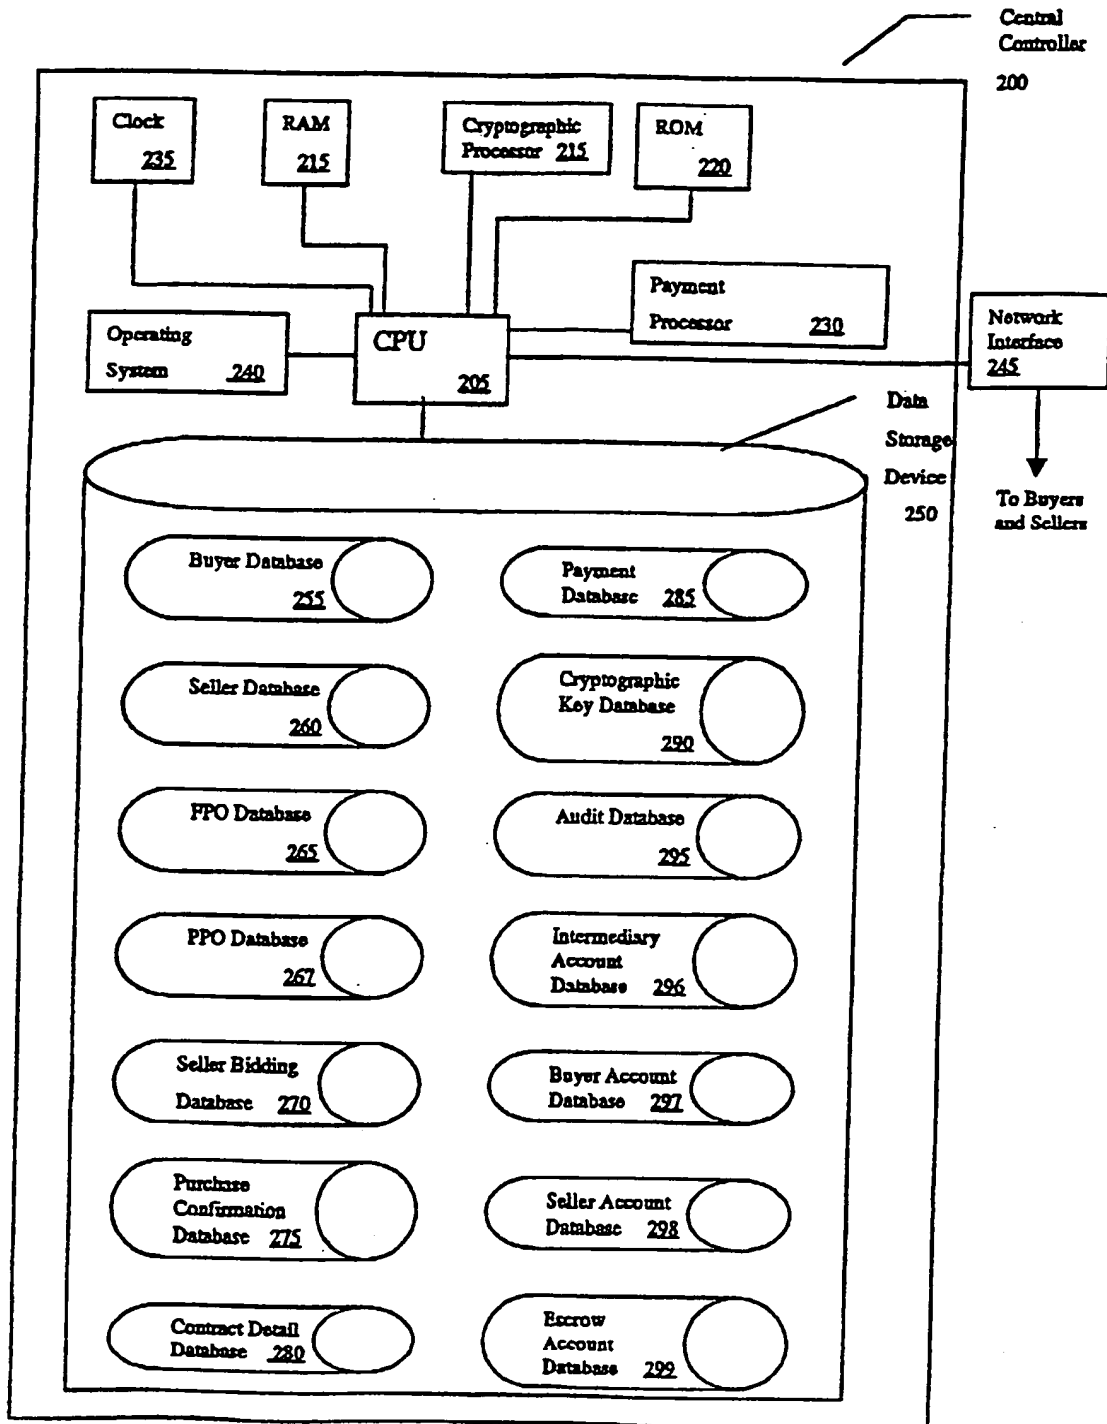 Central
Controller
200
Clock
235
RAM
215
Cryptographic
Processor 215
ROM
220
Payment
Processor 230
Operating
System 240
CPU
205
Network
Interface
245
Data
Storage
Device
250
To Buyers
and Sellers
Buyer Database
255
Payment
Database 285
Seller Database
260
Cryptographic
Key Database
290
FPO Database
265
Audit Database
295
PPO Database
267
Intermediary
Account
Database 296
Seller Bidding
Database 270
Buyer Account
Database 297
Purchase
Confirmation
Database 275
Seller Account
Database 298
Contract Detail
Database 280
Escrow
Account
Database 299